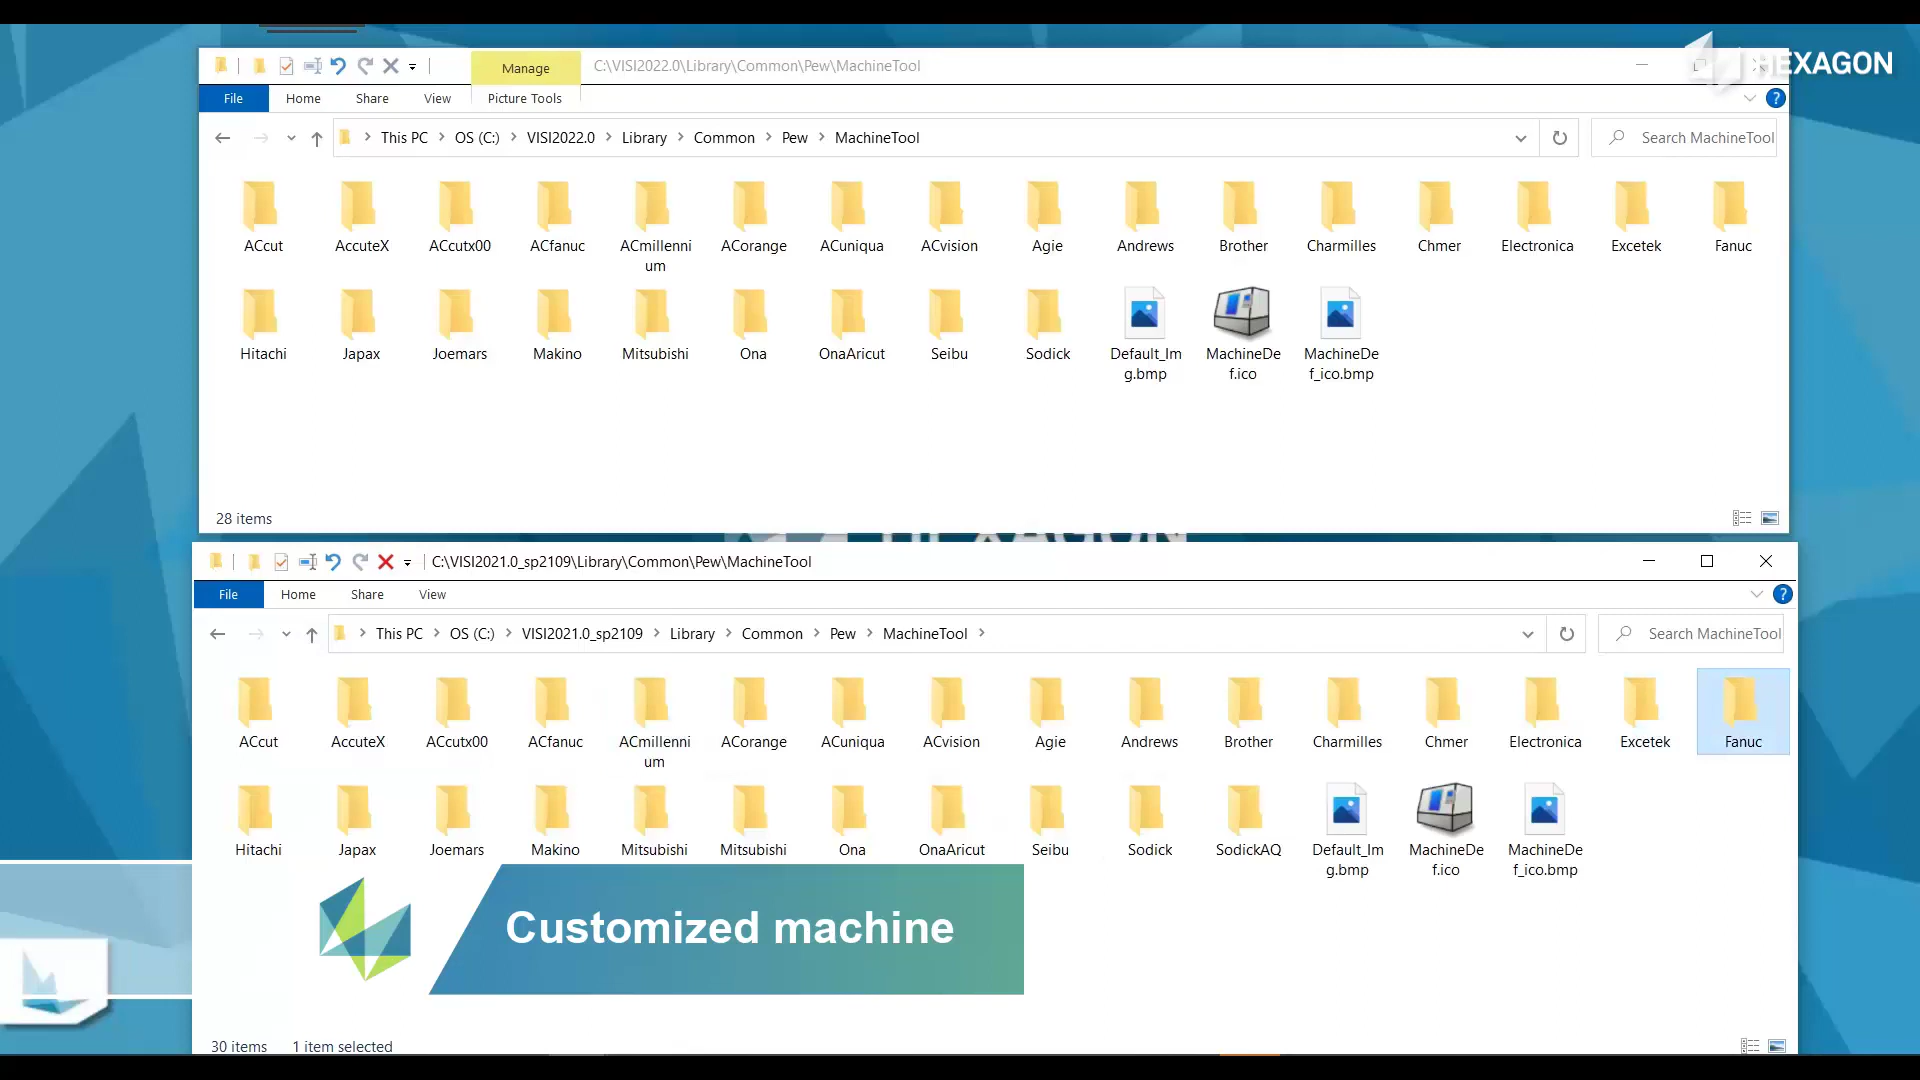 HEXAGON
Manage
C:\VISI2022.0\Library\Common\Pew\MachineTool
File Home Share View Picture Tools
This PC OS (C:) VISI2022.0 Library Common Pew MachineTool
Search MachineTool
ACcut AccuteX ACcutx00 ACfanuc ACmillenni ACorange ACuniqua ACvision Agie Andrews Brother Charmilles Chmer Electronica Excetek Fanuc
um
Hitachi Japax Joemars Makino Mitsubishi Ona OnaAricut Seibu Sodick Default_Im MachineDe MachineDe
g.bmp f.ico f_ico.bmp
28 items
C:\VISI2021.0_sp2109\Library\Common\Pew\MachineTool
File Home Share View
This PC OS (C:) VISI2021.0_sp2109 Library Common Pew MachineTool
Search MachineTool
ACcut AccuteX ACcutx00 ACfanuc ACmillenni ACorange ACuniqua ACvision Agie Andrews Brother Charmilles Chmer Electronica Excetek Fanuc
um
Hitachi Japax Joemars Makino Mitsubishi Mitsubishi Ona OnaAricut Seibu Sodick SodickAQ Default_Im MachineDe MachineDe
g.bmp f.ico f_ico.bmp
Customized machine
30 items 1 item selected